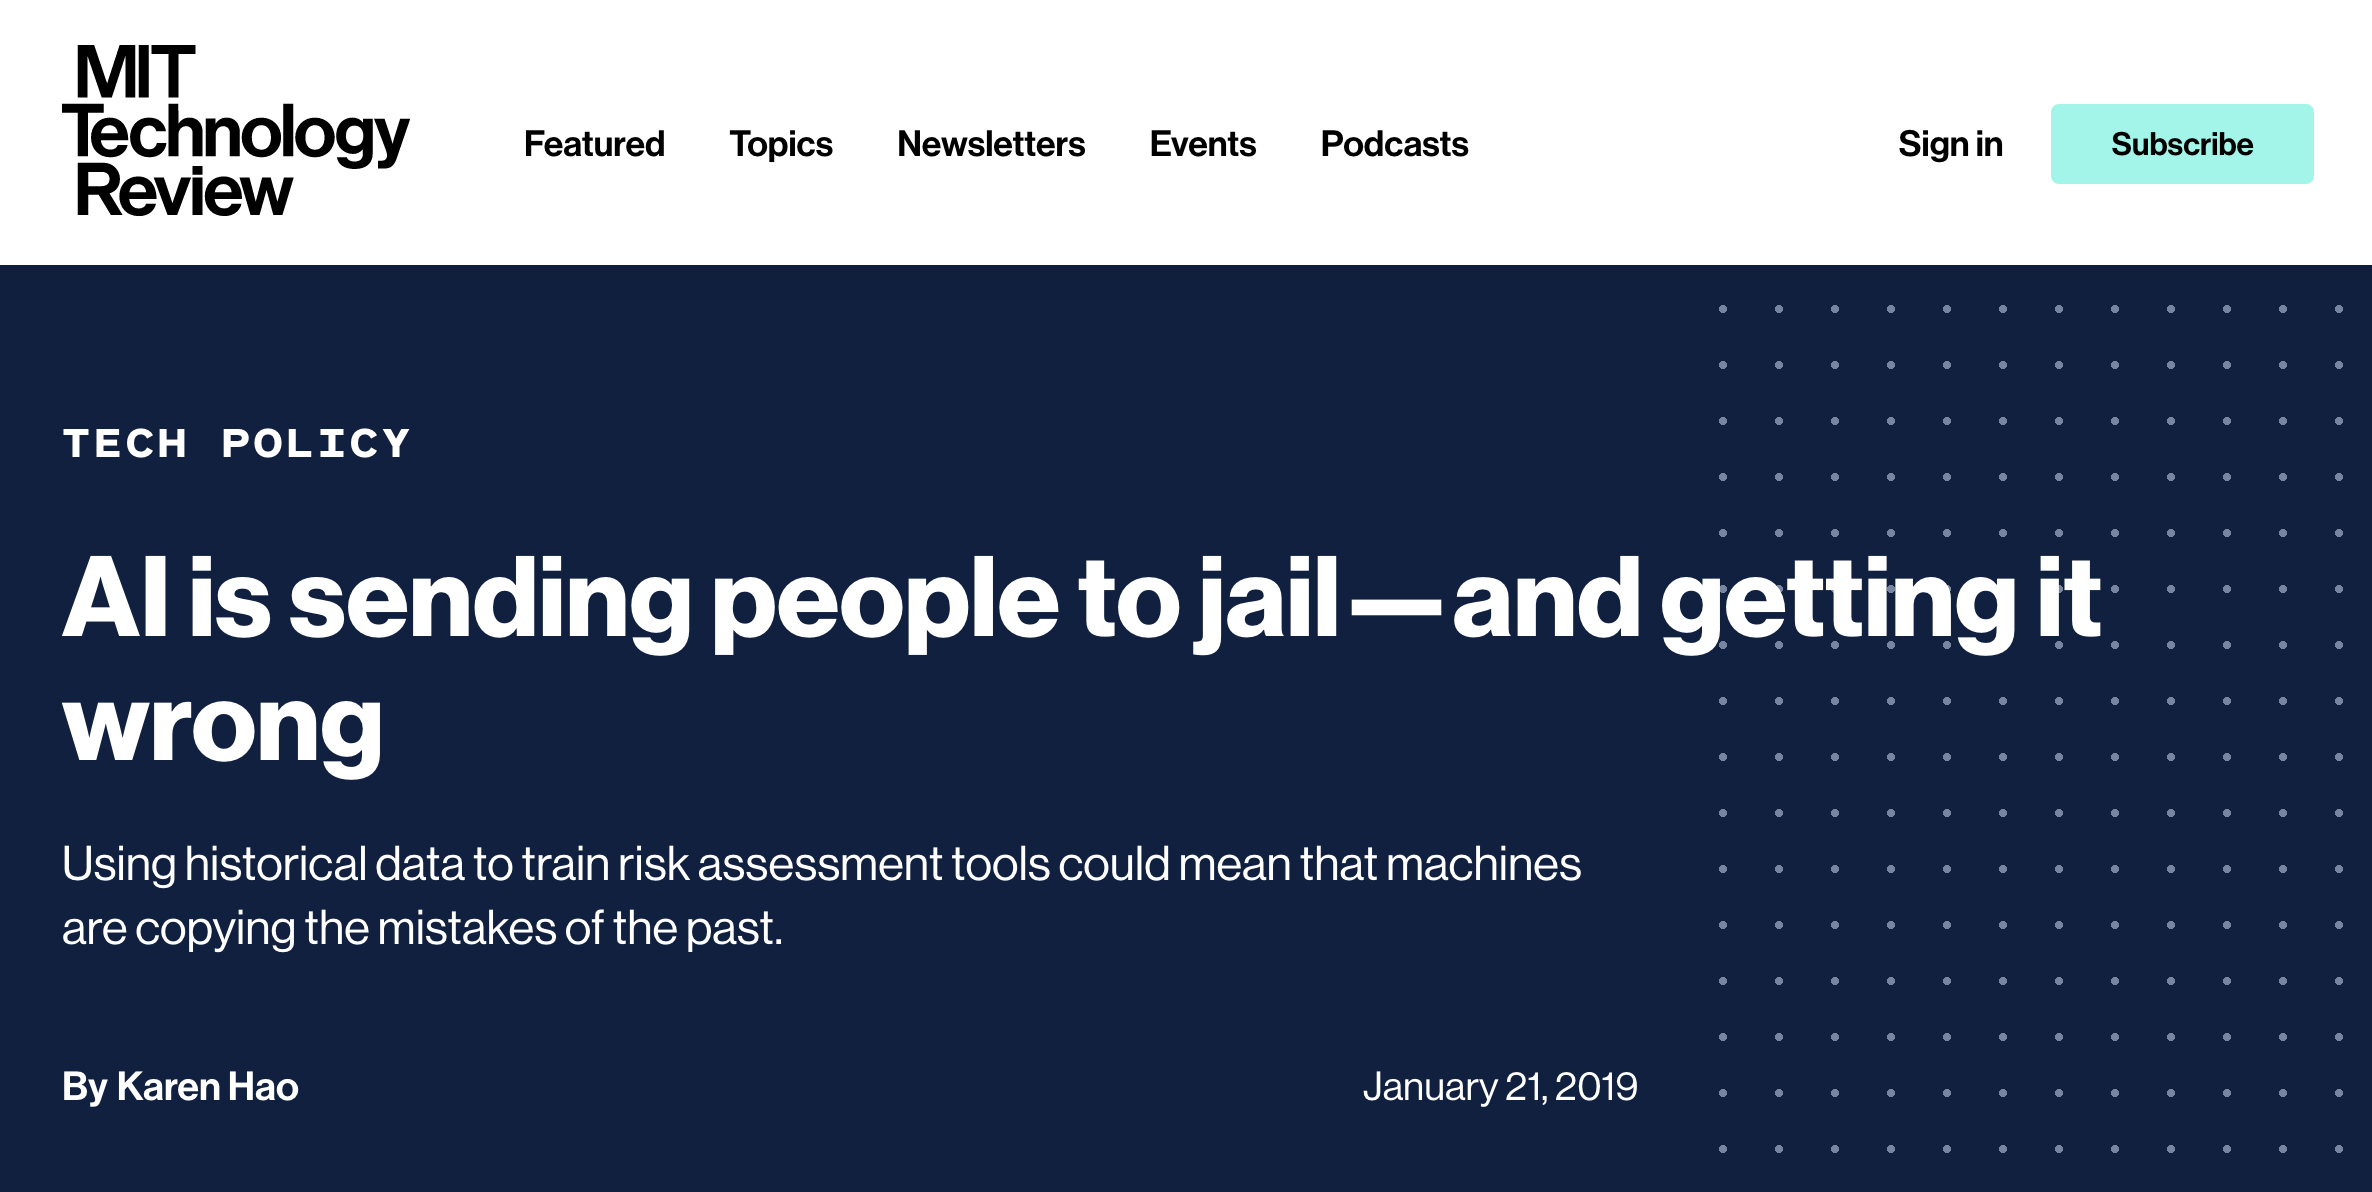 MIT
Technology
Review
Featured Topics Newsletters Events Podcasts Sign in Subscribe
TECH POLICY
AI is sending people to jail—and getting it
wrong
Using historical data to train risk assessment tools could mean that machines
are copying the mistakes of the past.
By Karen Hao January 21, 2019